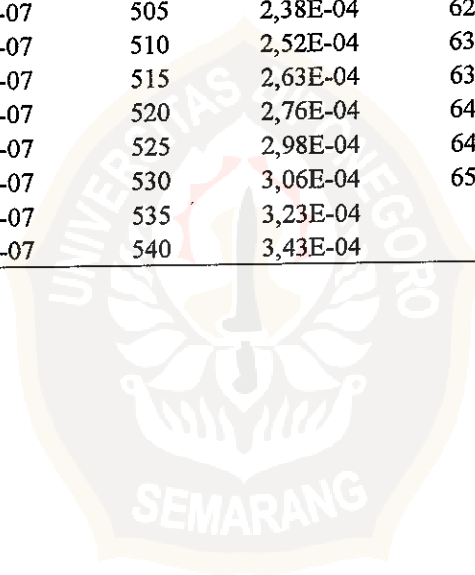 -07 505 2,38E-04 62
-07 510 2,52E-04 63
-07 515 2,63E-04 63
-07 520 2,76E-04 64
-07 525 2,98E-04 64
-07 530 3,06E-04 65
-07 535 3,23E-04
-07 540 3,43E-04
UNIVERSITAS DIPONEGORO
SEMARANG